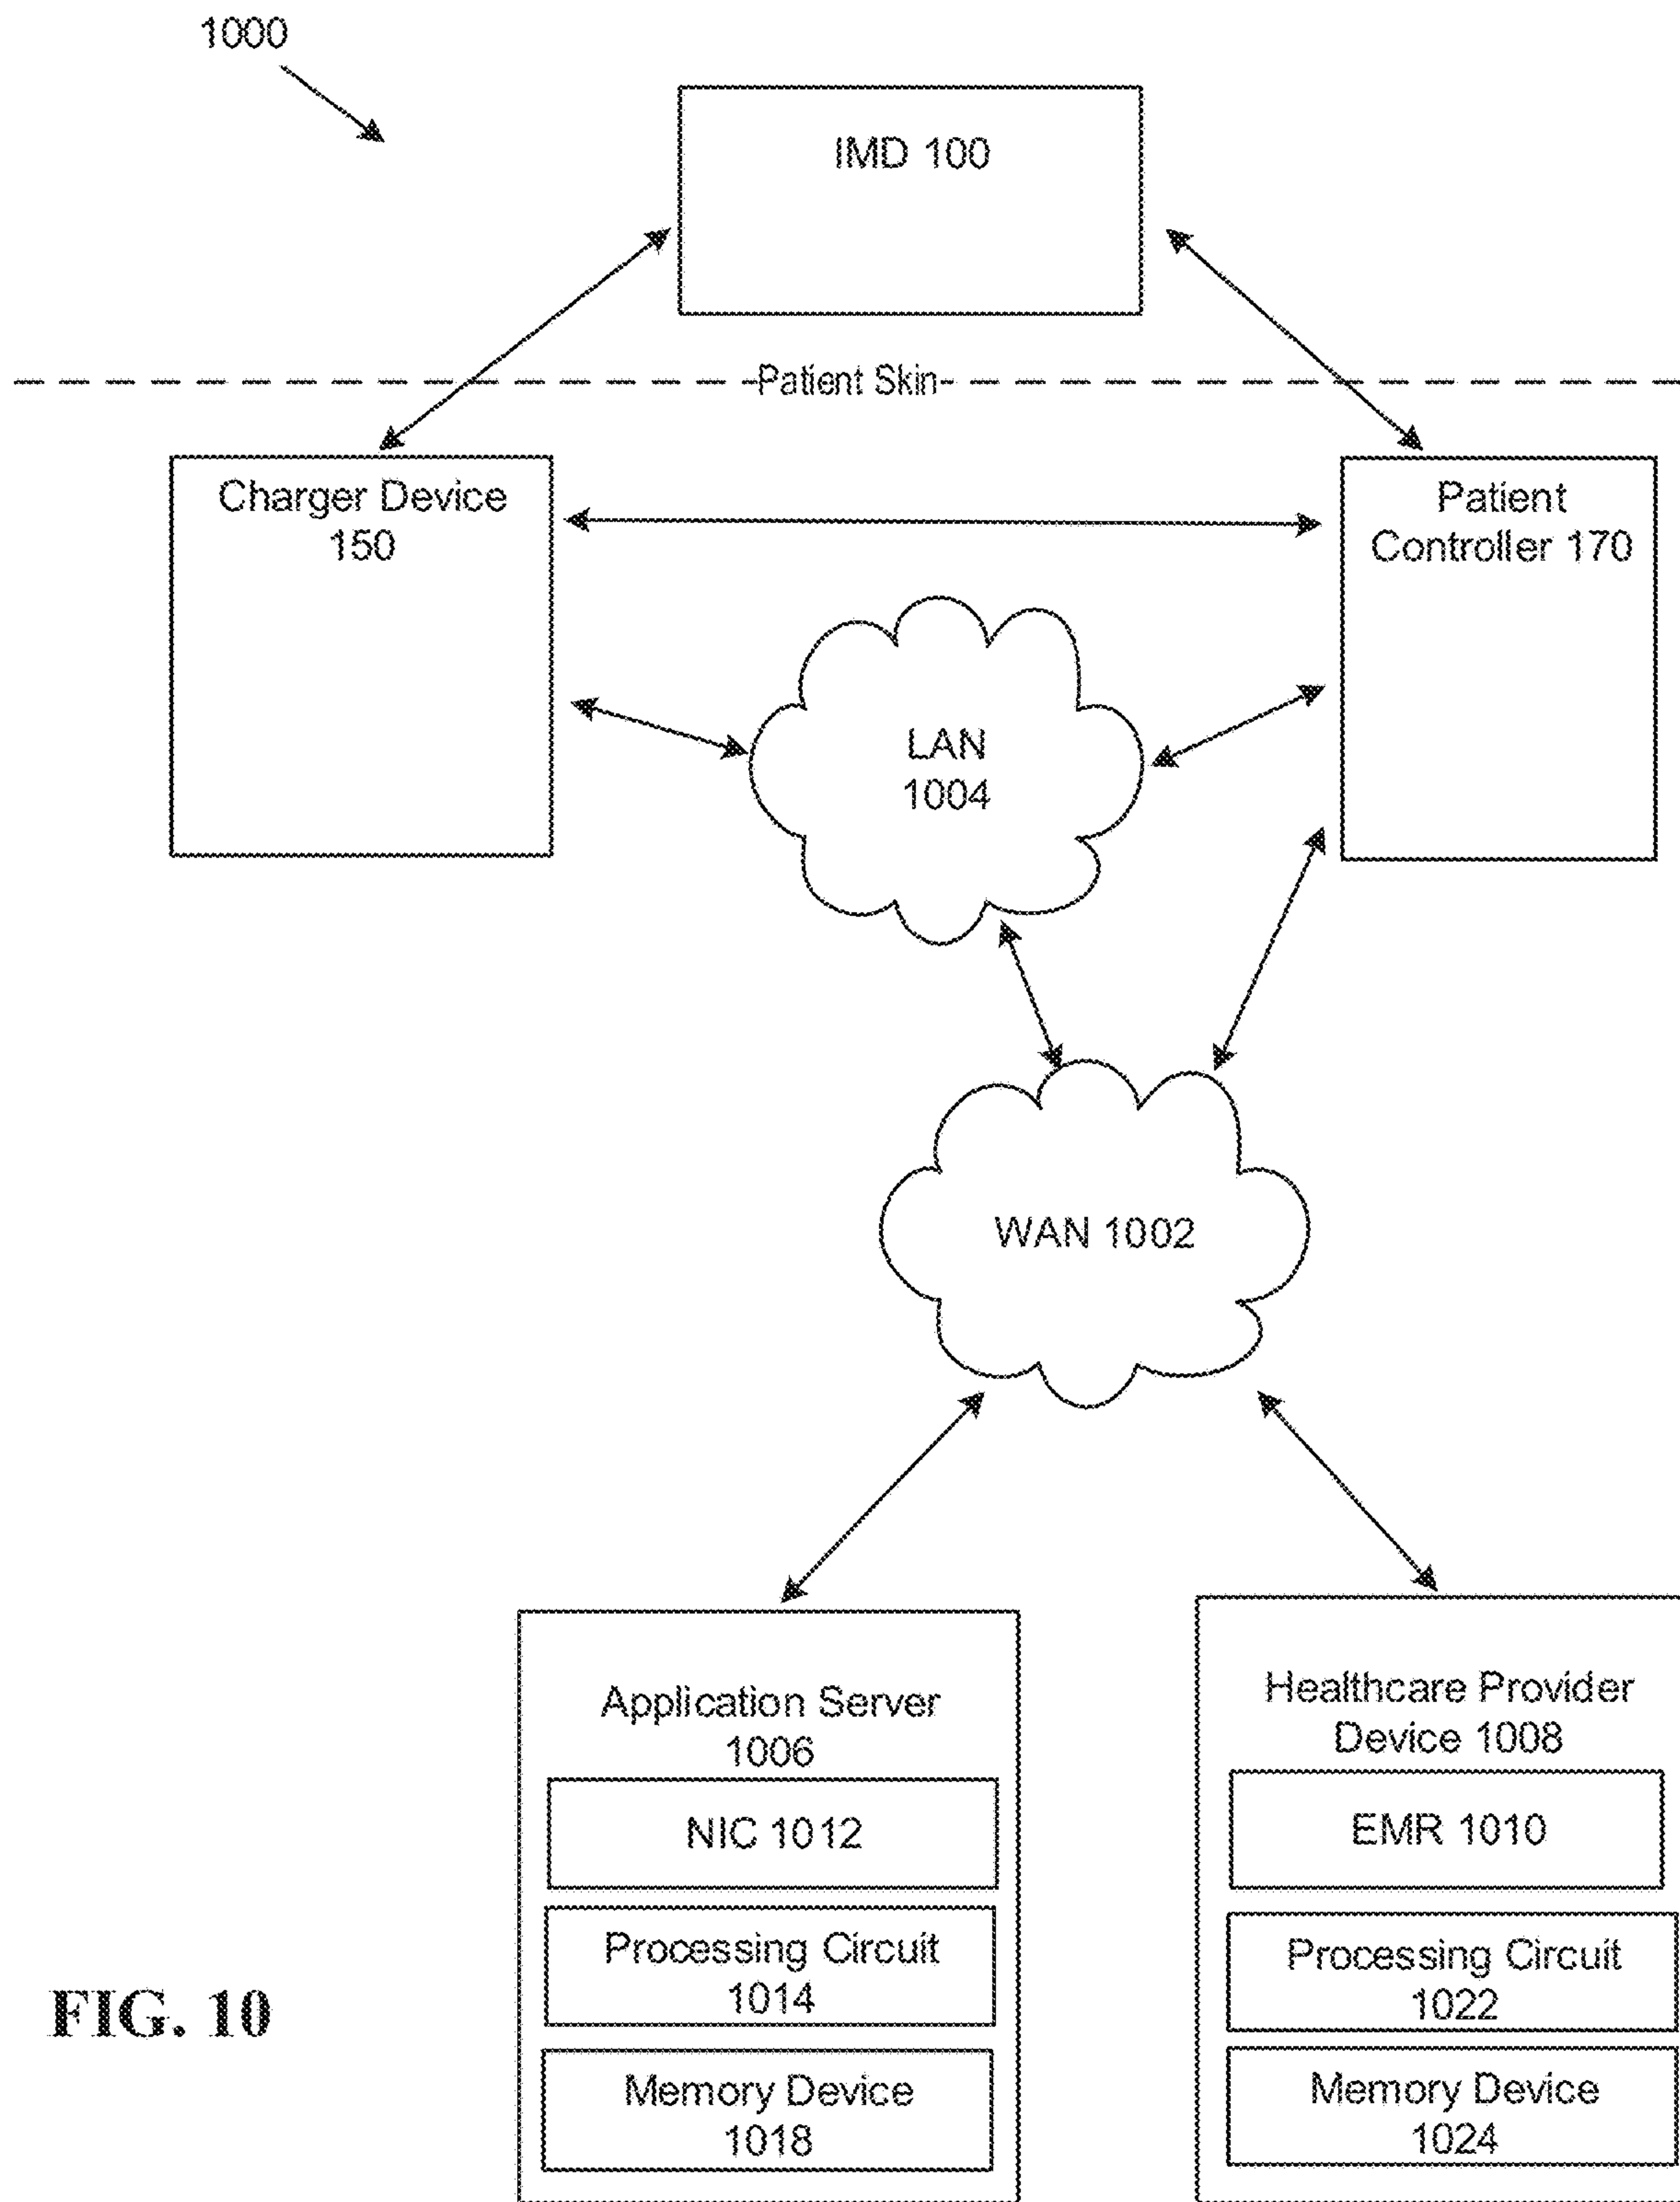 1000
IMD 100
Patient Skin
Charger Device
150
Patient
Controller 170
LAN
1004
WAN 1002
Application Server
1006
NIC 1012
Processing Circuit
1014
Memory Device
1018
Healthcare Provider
Device 1008
EMR 1010
Processing Circuit
1022
Memory Device
1024
FIG. 10